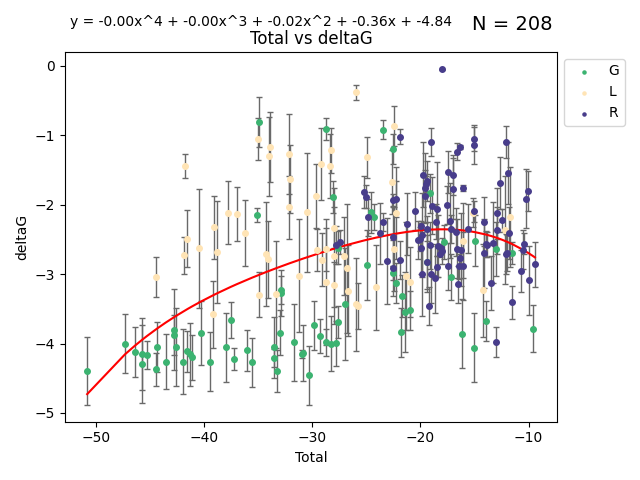 y = -0.00x^4 + -0.00x^3 + -0.02x^2 + -0.36x + -4.84
N = 208
Total vs deltaG
G
L
R
deltaG
0
−1
−2
−3
−4
−5
−50
−40
−30
−20
−10
Total